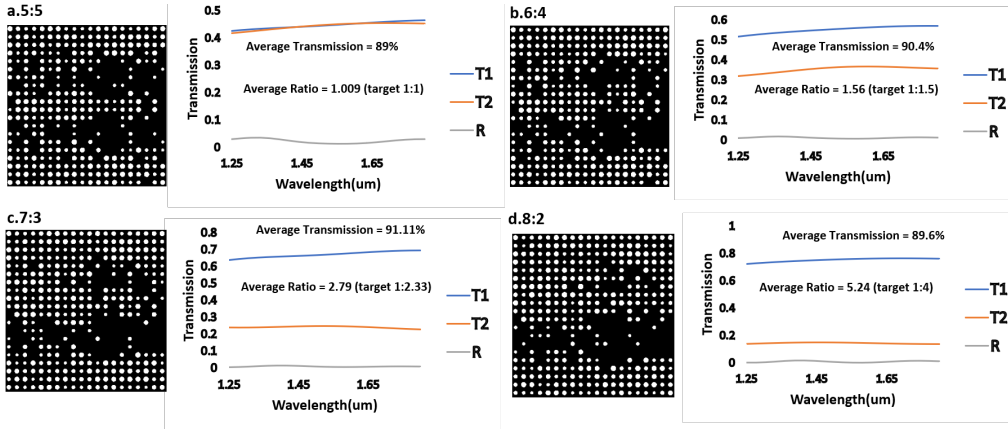 a.5:5
0.5
0.4
0.3
0.2
0.1
0
Transmission
Average Transmission = 89%
Average Ratio = 1.009 (target 1:1)
T1
T2
R
1.25
1.45
1.65
Wavelength(um)
b.6:4
0.6
0.5
0.4
0.3
0.2
0.1
0
Transmission
Average Transmission = 90.4%
Average Ratio = 1.56 (target 1:1.5)
T1
T2
R
1.25
1.45
1.65
Wavelength(um)
c.7:3
0.8
0.7
0.6
0.5
0.4
0.3
0.2
0.1
0
Transmission
Average Transmission = 91.11%
Average Ratio = 2.79 (target 1:2.33)
T1
T2
R
1.25
1.45
1.65
Wavelength(um)
d.8:2
1
0.8
0.6
0.4
0.2
0
Transmission
Average Transmission = 89.6%
Average Ratio = 5.24 (target 1:4)
T1
T2
R
1.25
1.45
1.65
Wavelength(um)